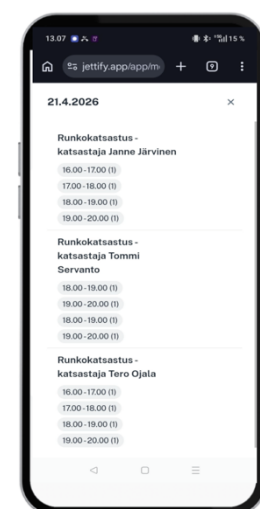 13.07 15 %
jettify.app/app/m 9
21.4.2026 ×
Runkokatsastus -
katsastaja Janne Järvinen
16.00-17.00 (1)
17.00-18.00 (1)
18.00-19.00 (1)
19.00-20.00 (1)
Runkokatsastus -
katsastaja Tommi
Servanto
18.00-19.00 (1)
19.00-20.00 (1)
18.00-19.00 (1)
19.00-20.00 (1)
Runkokatsastus -
katsastaja Tero Ojala
16.00-17.00 (1)
17.00-18.00 (1)
18.00-19.00 (1)
19.00-20.00 (1)